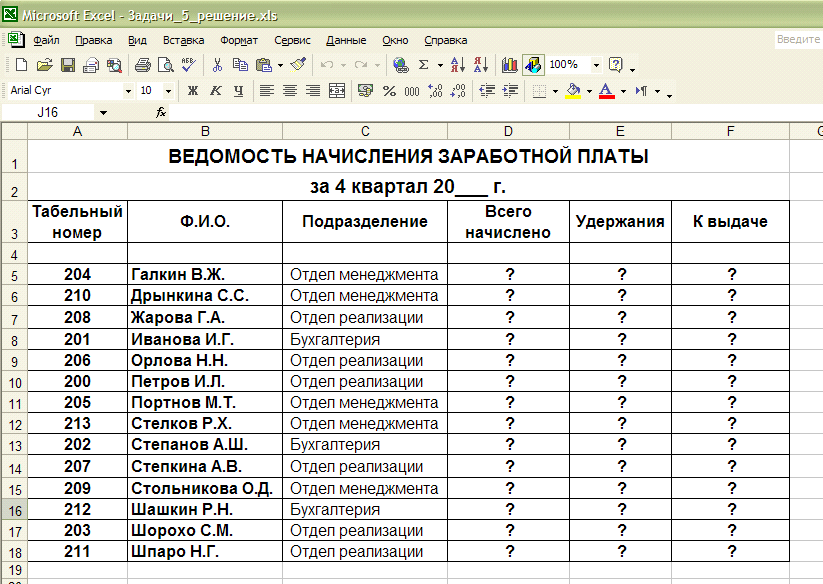 Microsoft Excel - Задачи_5_решение.xls
Файл Правка Вид Вставка Формат Сервис Данные Окно Справка Введите
100%
Arial Cyr 10 Ж К Ч % 000
J16 fx
A B C D E F G
1 ВЕДОМОСТЬ НАЧИСЛЕНИЯ ЗАРАБОТНОЙ ПЛАТЫ
2 за 4 квартал 20___ г.
3 Табельный номер Ф.И.О. Подразделение Всего начислено Удержания К выдаче
4
5 204 Галкин В.Ж. Отдел менеджмента ? ? ?
6 210 Дрынкина С.С. Отдел менеджмента ? ? ?
7 208 Жарова Г.А. Отдел реализации ? ? ?
8 201 Иванова И.Г. Бухгалтерия ? ? ?
9 206 Орлова Н.Н. Отдел реализации ? ? ?
10 200 Петров И.Л. Отдел реализации ? ? ?
11 205 Портнов М.Т. Отдел менеджмента ? ? ?
12 213 Стелков Р.Х. Отдел менеджмента ? ? ?
13 202 Степанов А.Ш. Бухгалтерия ? ? ?
14 207 Степкина А.В. Отдел реализации ? ? ?
15 209 Стольникова О.Д. Отдел менеджмента ? ? ?
16 212 Шашкин Р.Н. Бухгалтерия ? ? ?
17 203 Шорохо С.М. Отдел реализации ? ? ?
18 211 Шпаро Н.Г. Отдел реализации ? ? ?
19